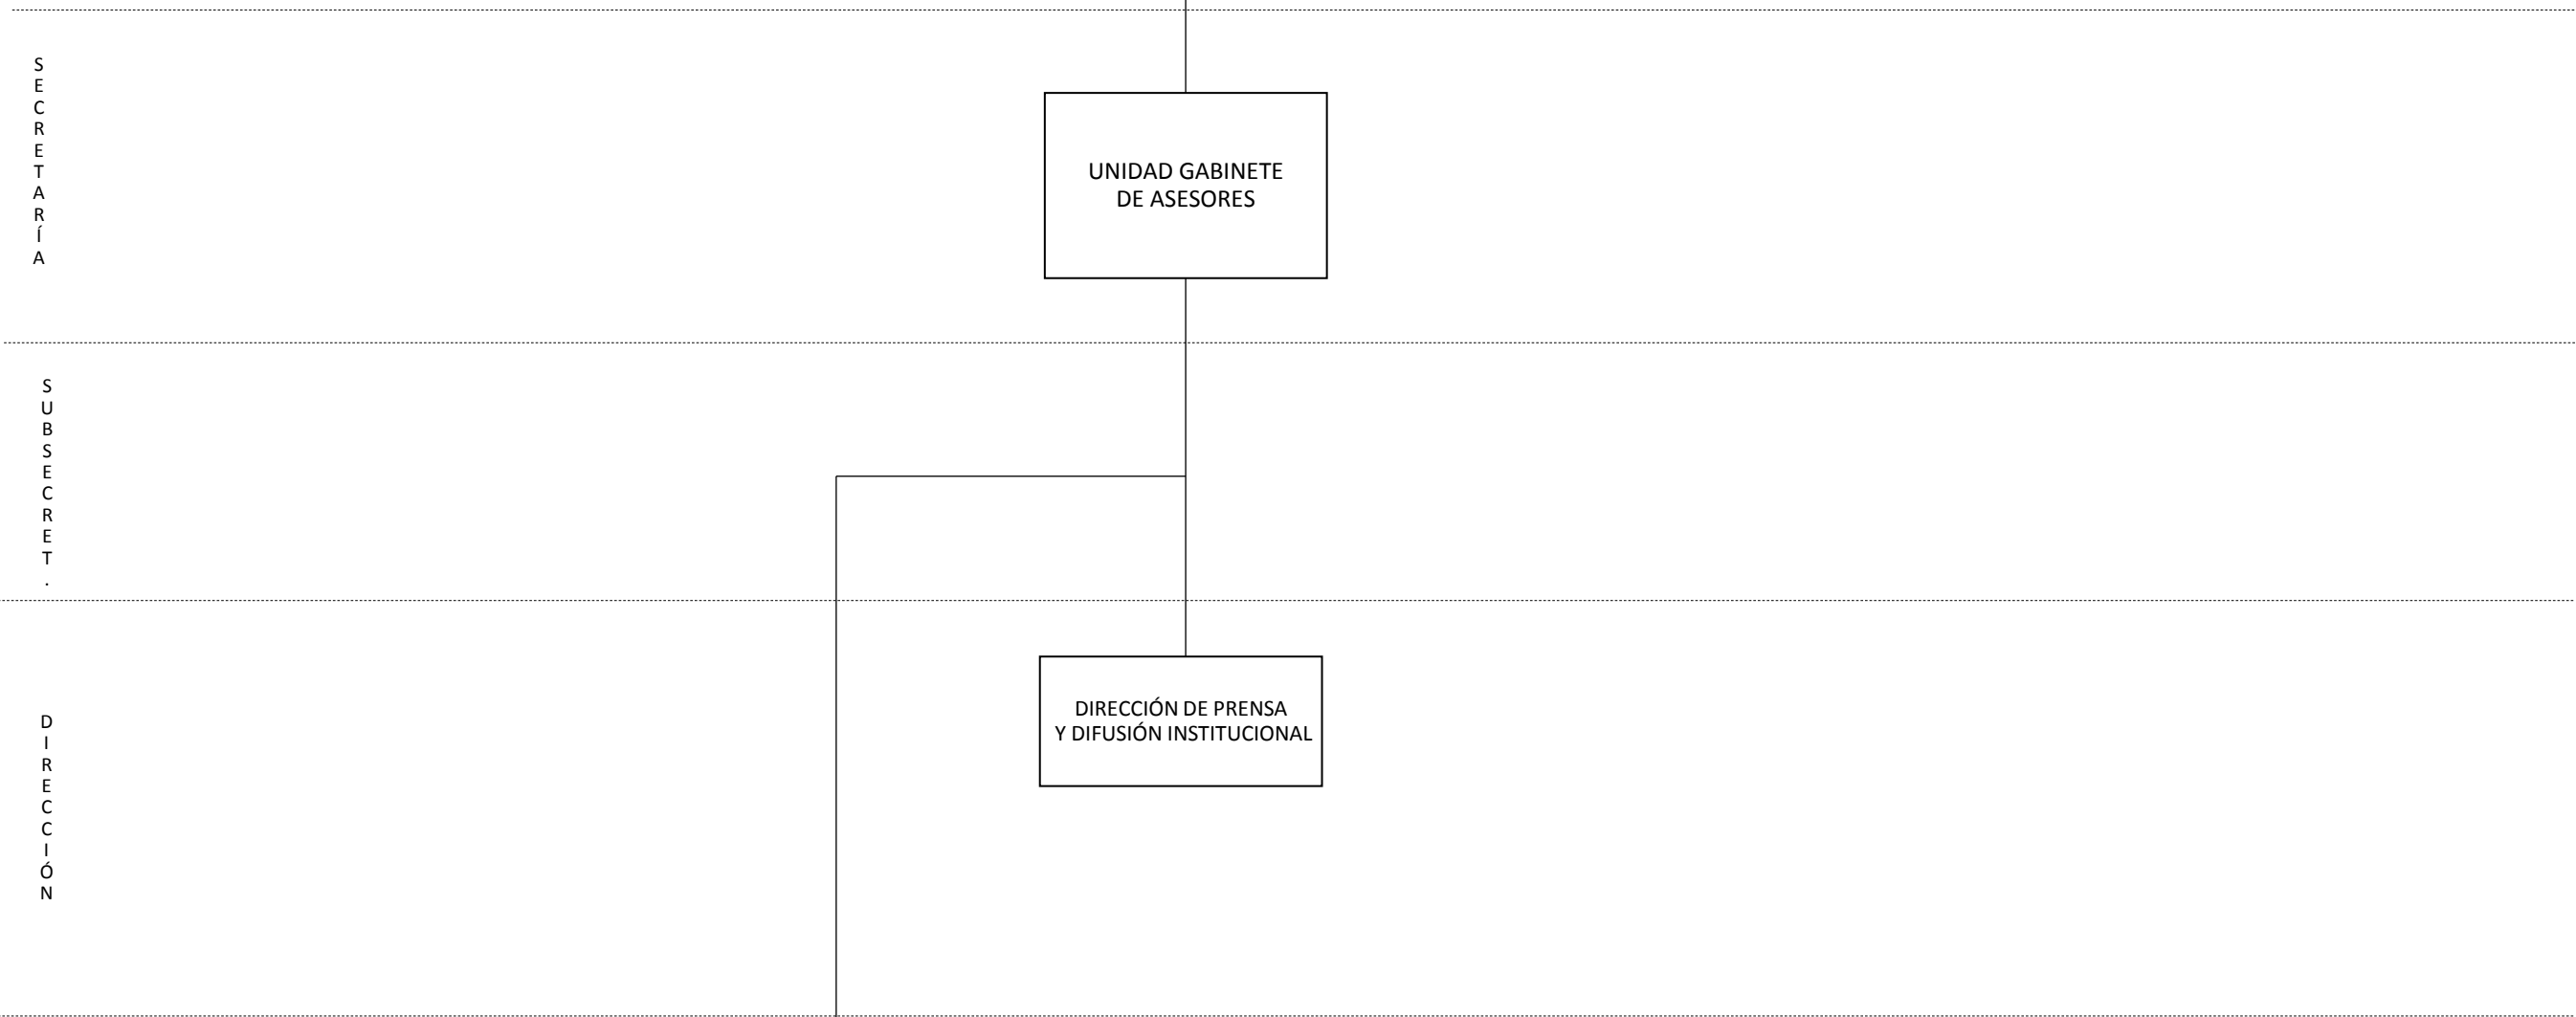 SECRETARÍA
UNIDAD GABINETE
DE ASESORES
SUBSECRET.
DIRECCIÓN DE PRENSA
Y DIFUSIÓN INSTITUCIONAL
DIRECCIÓN